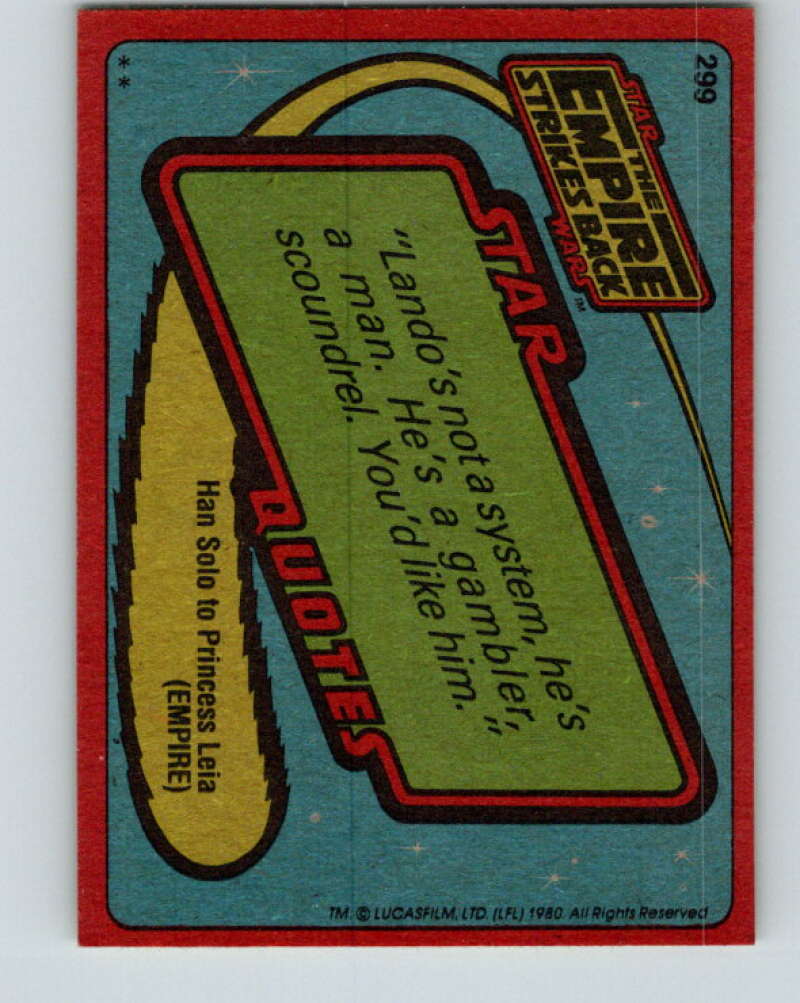 299
STAR
THE
EMPIRE
STRIKES BACK
WARS
TM
STAR
"Lando's not a system, he's
a man. He's a gambler,
scoundrel. You'd like him."
QUOTES
Han Solo to Princess Leia
(EMPIRE)
**
TM: © LUCASFILM, LTD. (LFL) 1980. All Rights Reserved